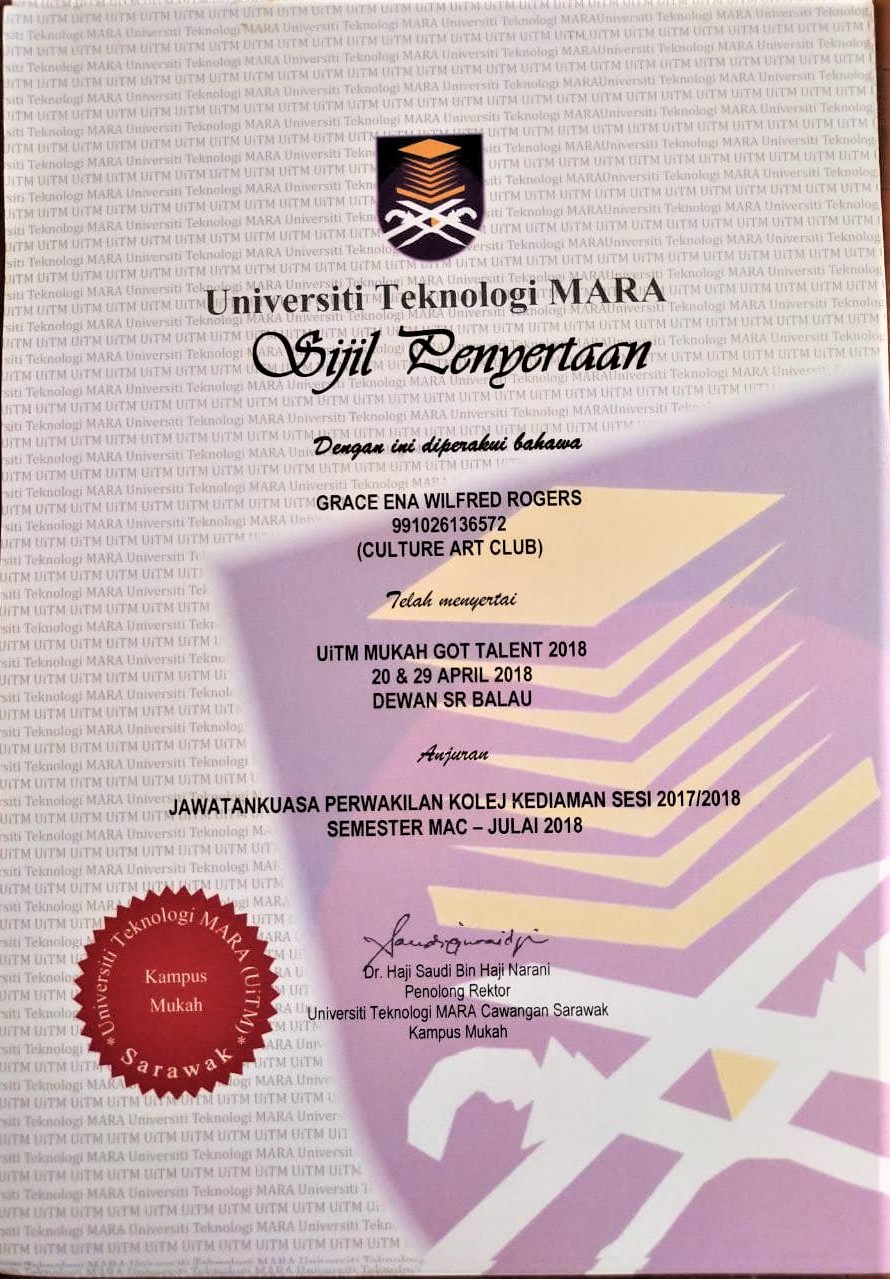 Universiti Teknologi MARA
Sijil Penyertaan
Dengan ini diperakui bahawa
GRACE ENA WILFRED ROGERS
991026136572
(CULTURE ART CLUB)
Telah menyertai
UiTM MUKAH GOT TALENT 2018
20 & 29 APRIL 2018
DEWAN SR BALAU
Anjuran
JAWATANKUASA PERWAKILAN KOLEJ KEDIAMAN SESI 2017/2018
SEMESTER MAC – JULAI 2018
Dr. Haji Saudi Bin Haji Narani
Penolong Rektor
Universiti Teknologi MARA Cawangan Sarawak
Kampus Mukah
*Universiti Teknologi MARA (UiTM)*
Kampus
Mukah
Sarawak